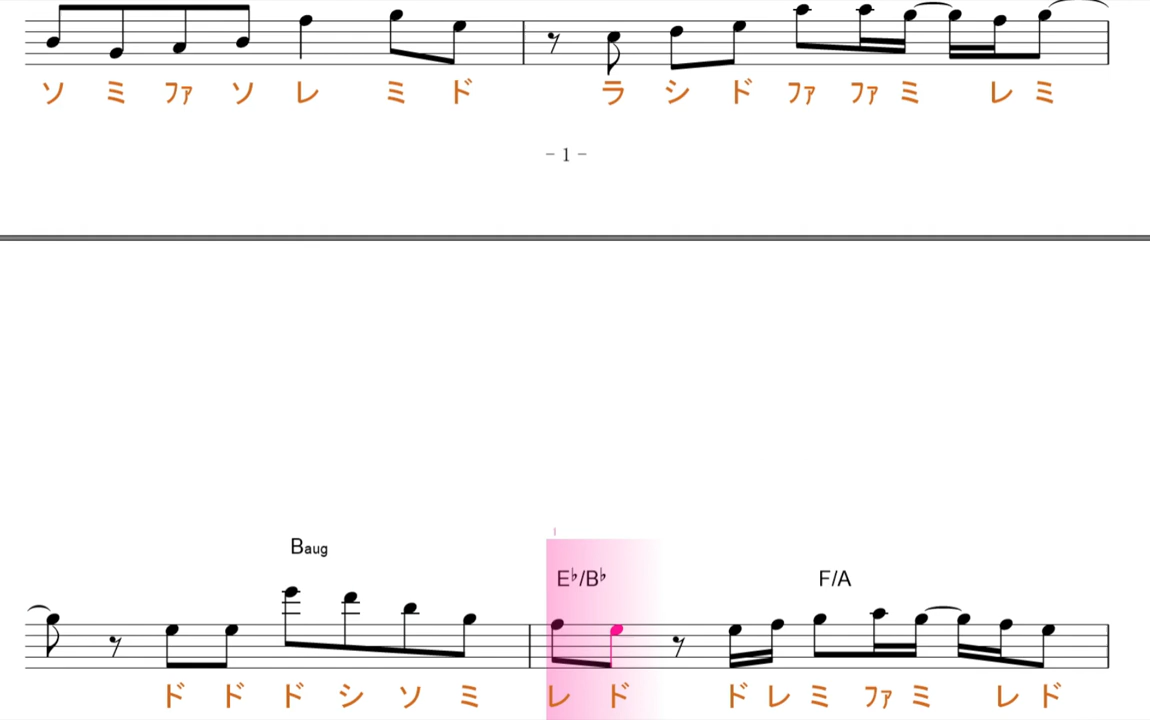 ソ ミ ファ ソ レ ミ ド ラ シ ド ファ ファ ミ レ ミ
- 1 -
Baug
E♭/B♭ F/A
ド ド ド シ ソ ミ レ ド ド レ ミ ファ ミ レ ド